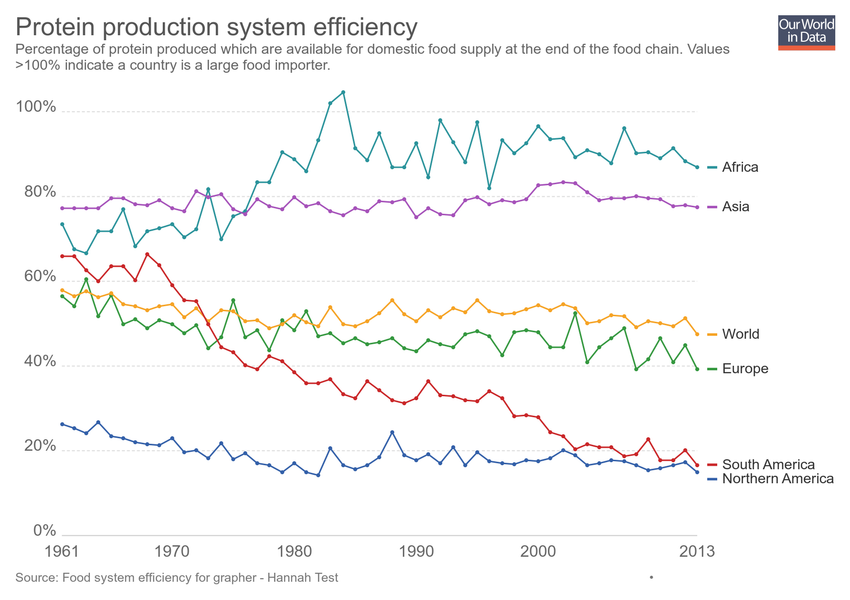 Protein production system efficiency
Our World
in Data
Percentage of protein produced which are available for domestic food supply at the end of the food chain. Values
>100% indicate a country is a large food importer.
100%
80%
60%
40%
20%
0%
Africa
Asia
World
Europe
South America
Northern America
1961
1970
1980
1990
2000
2013
Source: Food system efficiency for grapher - Hannah Test
•